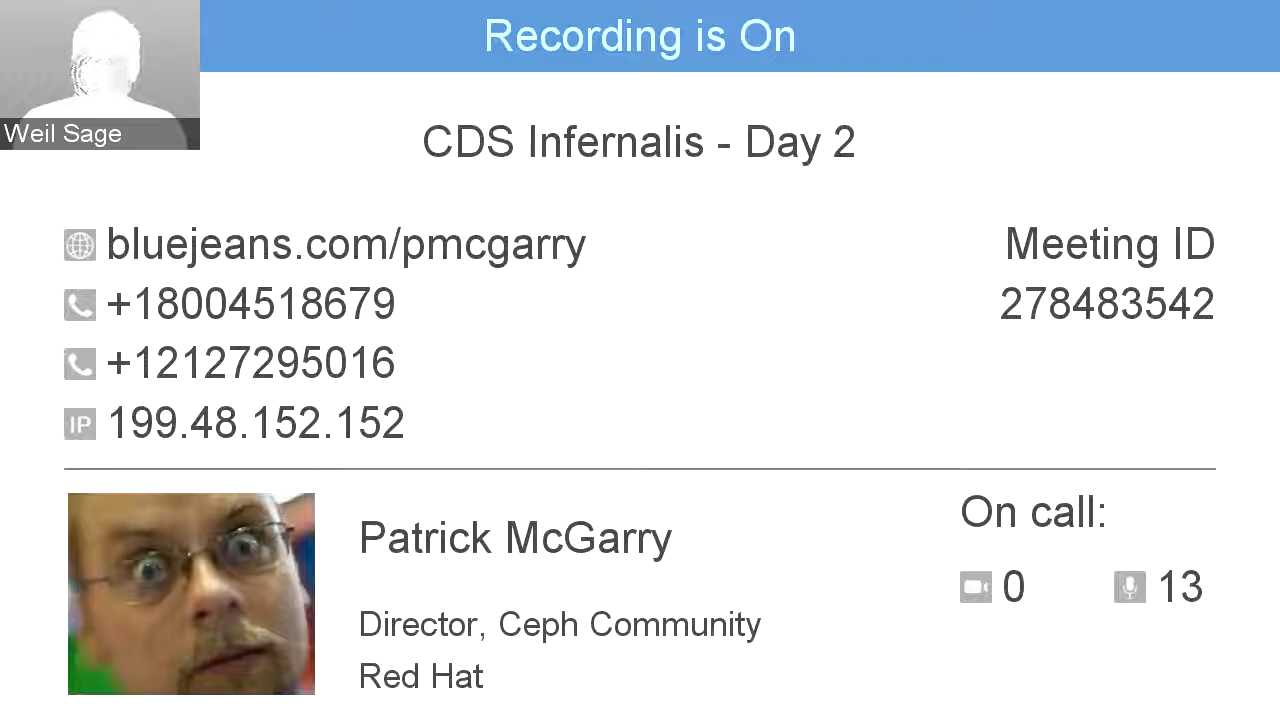 Recording is On
Weil Sage
CDS Infernalis - Day 2
bluejeans.com/pmcgarry
Meeting ID
+18004518679
278483542
+12127295016
IP 199.48.152.152
Patrick McGarry
On call:
0 13
Director, Ceph Community
Red Hat